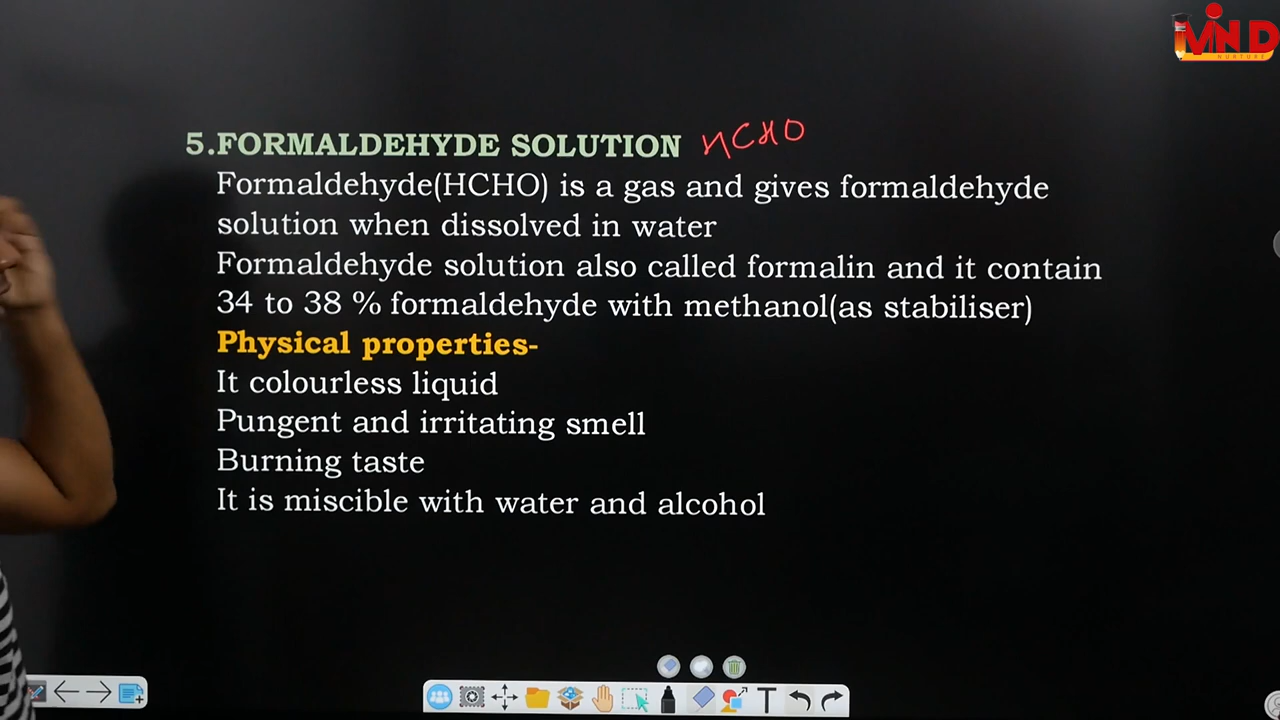 MIND
NURTURE
5.FORMALDEHYDE SOLUTION HCHO
Formaldehyde(HCHO) is a gas and gives formaldehyde
solution when dissolved in water
Formaldehyde solution also called formalin and it contain
34 to 38 % formaldehyde with methanol(as stabiliser)
Physical properties-
It colourless liquid
Pungent and irritating smell
Burning taste
It is miscible with water and alcohol
T